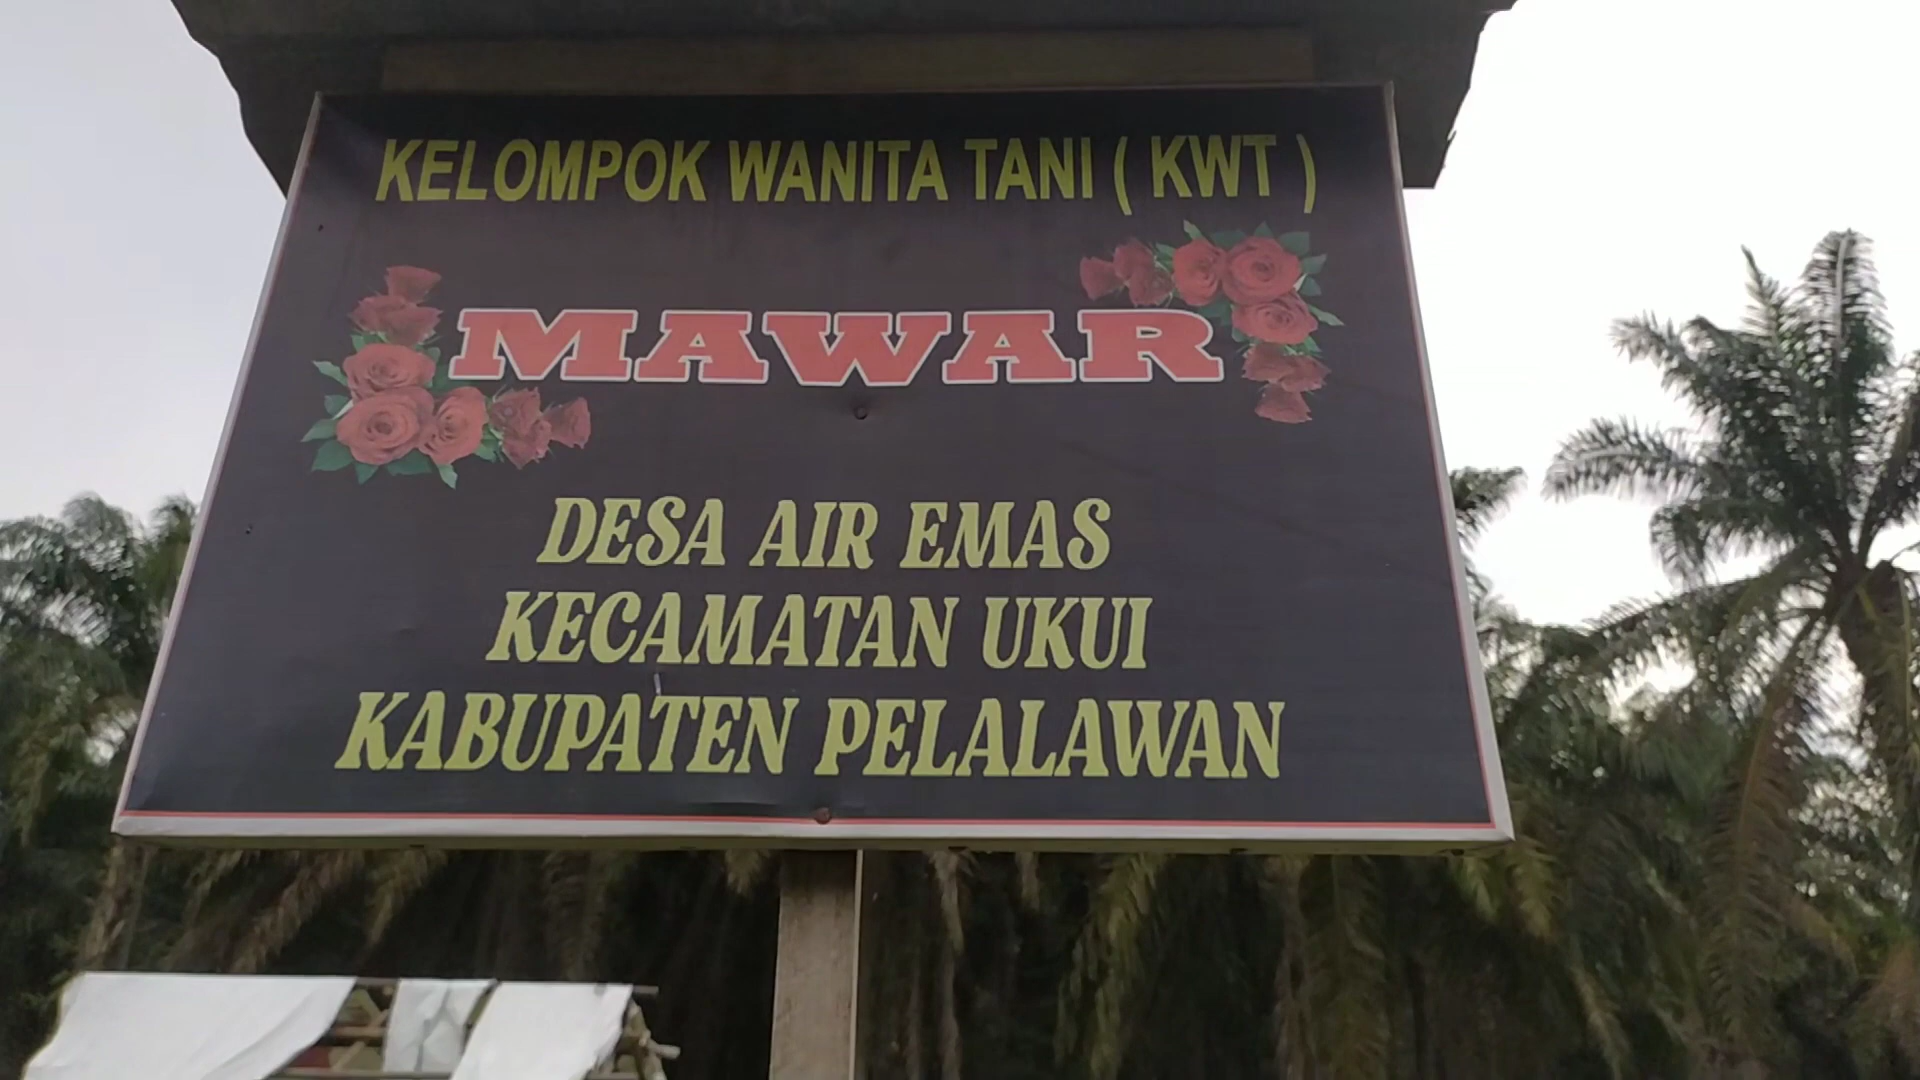 KELOMPOK WANITA TANI ( KWT )
MAWAR
DESA AIR EMAS
KECAMATAN UKUI
KABUPATEN PELALAWAN